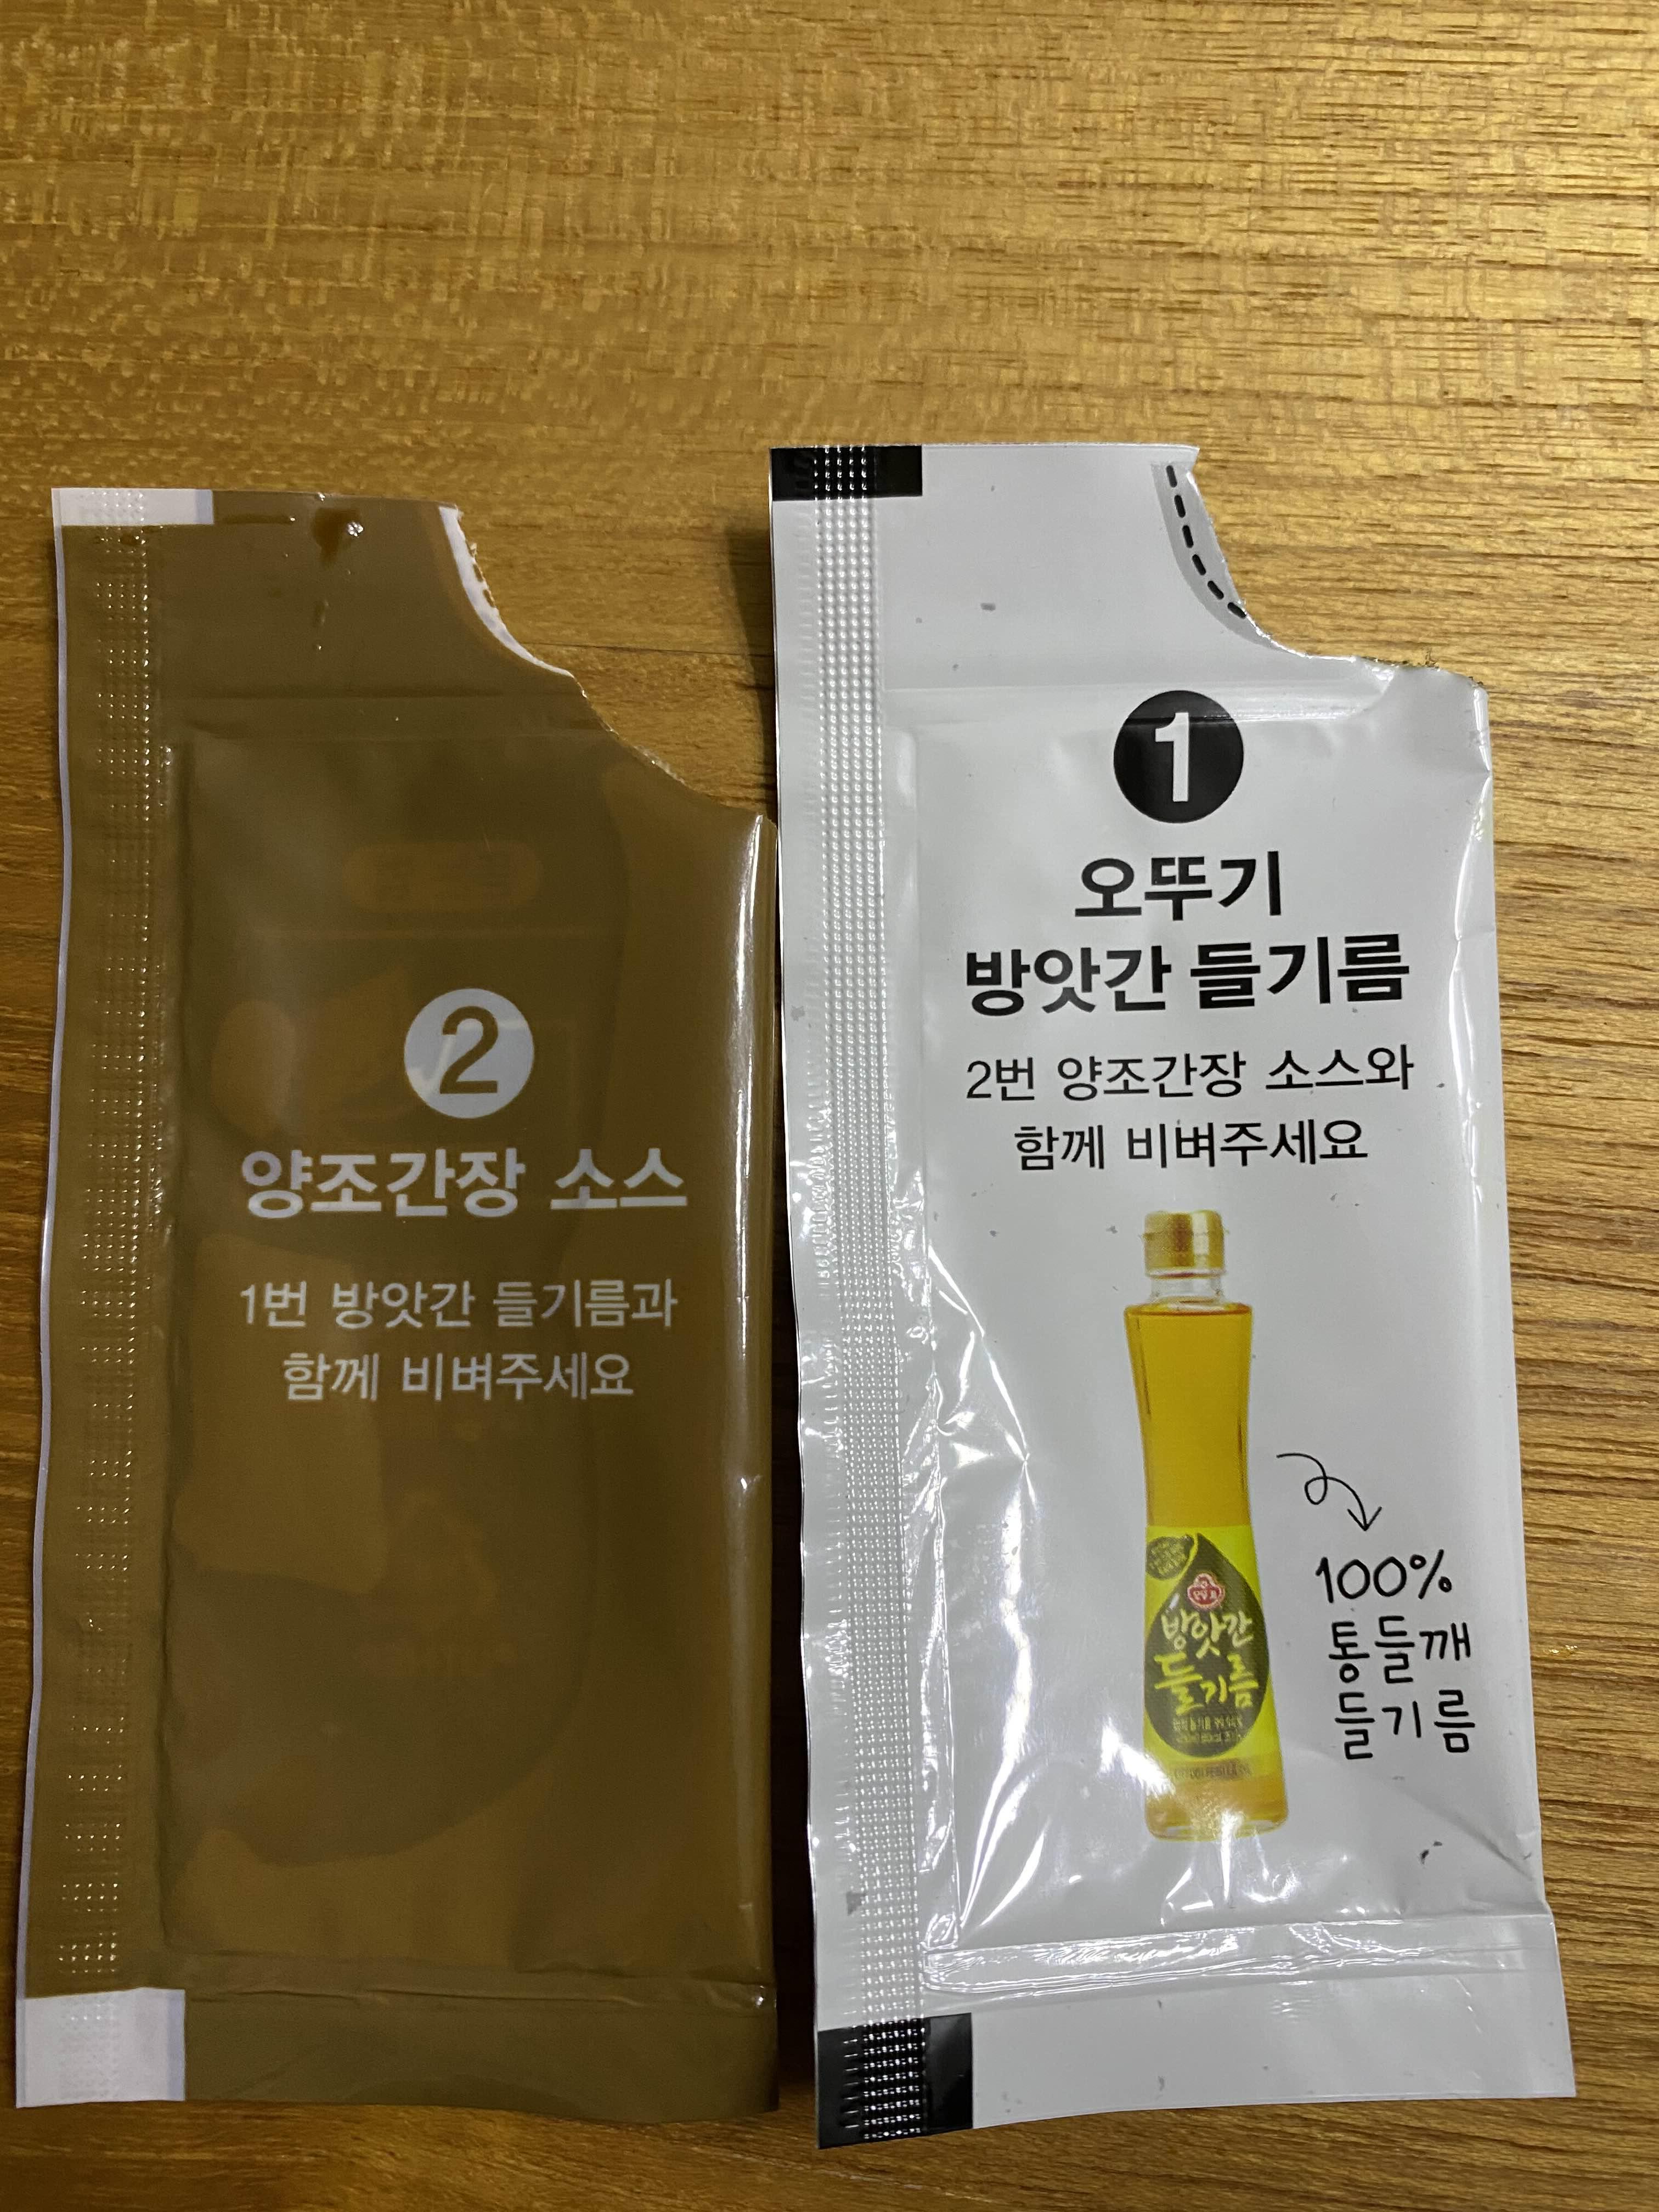 2
양조간장 소스
1번 방앗간 들기름과
함께 비벼주세요
1
오뚜기
방앗간 들기름
2번 양조간장 소스와
함께 비벼주세요
방앗간
들기름
100%
통들깨
들기름